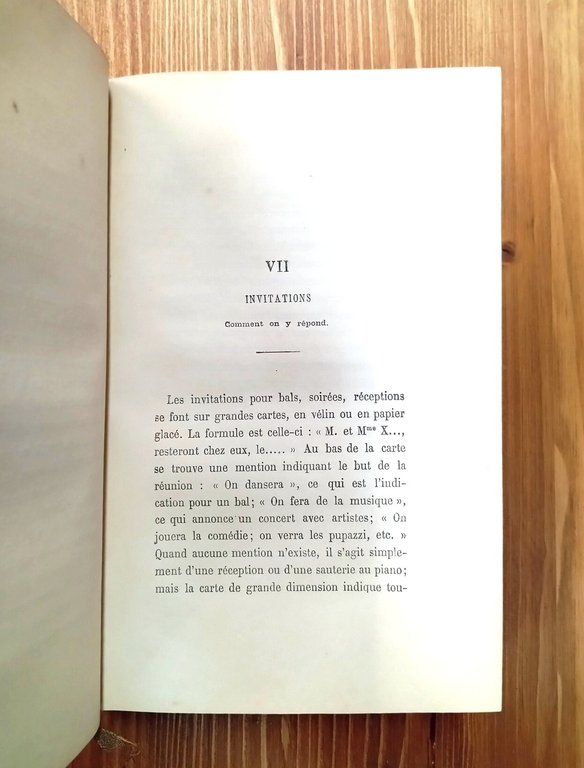 VII
INVITATIONS
Comment on y répond.
Les invitations pour bals, soirées, réceptions
se font sur grandes cartes, en vélin ou en papier
glacé. La formule est celle-ci : « M. et Mme X...,
resteront chez eux, le..... » Au bas de la carte
se trouve une mention indiquant le but de la
réunion : « On dansera », ce qui est l'indi-
cation pour un bal; « On fera de la musique »,
ce qui annonce un concert avec artistes; « On
jouera la comédie; on verra les pupazzi, etc. »
Quand aucune mention n'existe, il s'agit simple-
ment d'une réception ou d'une sauterie au piano;
mais la carte de grande dimension indique tou-